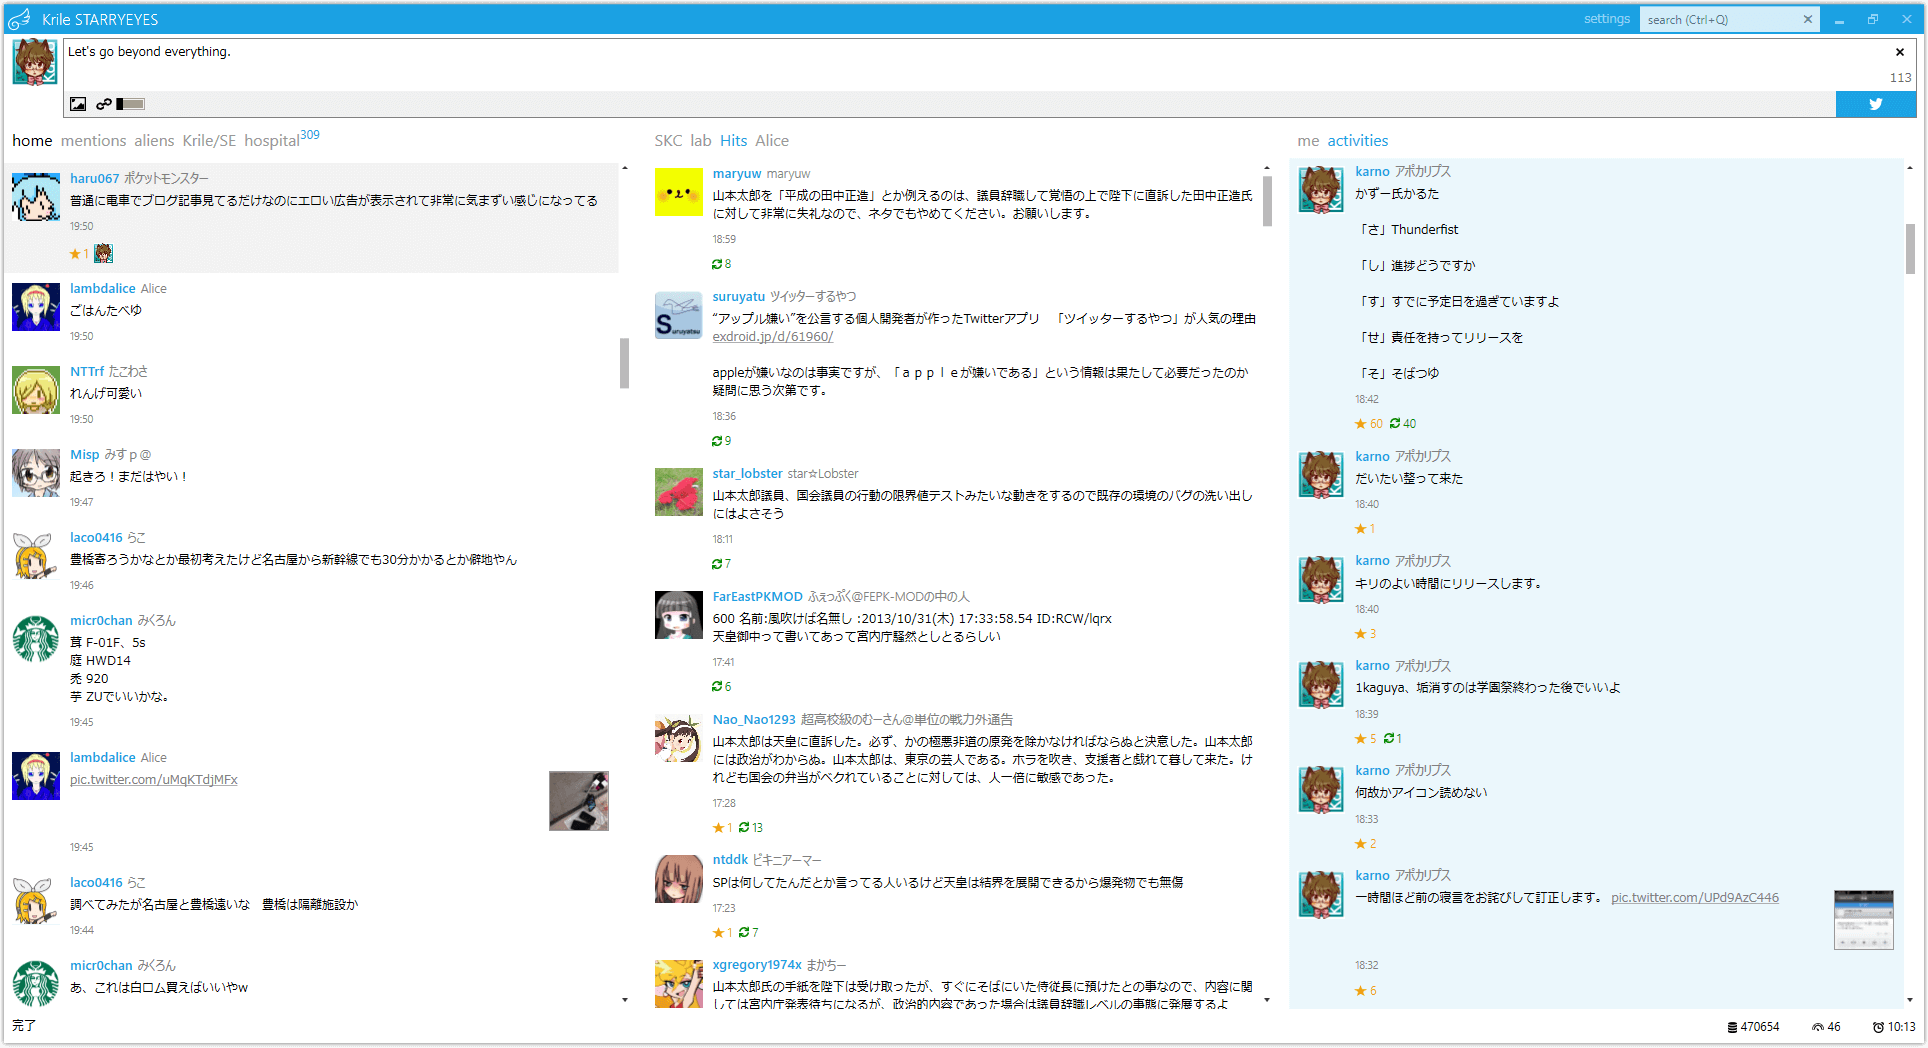 Krile STARRYEYES
settings
search (Ctrl+Q)
Let's go beyond everything.
113
home mentions aliens Krile/SE hospital309
haru067 ポケットモンスター
普通に電車でブログ記事見てるだけなのにエロい広告が表示されて非常に気まずい感じになってる
19:50
1
lambdalice Alice
ごはんたべゆ
19:50
NTTrf たこわさ
れんげ可愛い
19:50
Misp みすｐ@
起きろ！まだはやい！
19:47
laco0416 らこ
豊橋寄ろうかなとか最初考えたけど名古屋から新幹線でも30分かかるとか僻地やん
19:46
micr0chan みくろん
茸 F-01F、5s
庭 HWD14
禿 920
芋 ZUでいいかな。
19:45
lambdalice Alice
pic.twitter.com/uMqKTdjMFx
19:45
laco0416 らこ
調べてみたが名古屋と豊橋遠いな　豊橋は隔離施設か
19:44
micr0chan みくろん
あ、これは白ロム買えばいいやw
SKC lab Hits Alice
maryuw maryuw
山本太郎を「平成の田中正造」とか例えるのは、議員辞職して覚悟の上で陛下に直訴した田中正造氏
に対して非常に失礼なので、ネタでもやめてください。お願いします。
18:59
8
suruyatu ツイッターするやつ
Suruyatsu
“アップル嫌い”を公言する個人開発者が作ったTwitterアプリ　「ツイッターするやつ」が人気の理由
exdroid.jp/d/61960/
appleが嫌いなのは事実ですが、「ａｐｐｌｅが嫌いである」という情報は果たして必要だったのか
疑問に思う次第です。
18:36
9
star_lobster star☆Lobster
山本太郎議員、国会議員の行動の限界値テストみたいな動きをするので既存の環境のバグの洗い出し
にはよさそう
18:11
7
FarEastPKMOD ふぇっぷく@FEPK-MODの中の人
600 名前:風吹けば名無し :2013/10/31(木) 17:33:58.54 ID:RCW/lqrx
天皇御中って書いてあって宮内庁騒然としとるらしい
17:41
6
Nao_Nao1293 超高校級のむーさん@単位の戦力外通告
山本太郎は天皇に直訴した。必ず、かの極悪非道の原発を除かなければならぬと決意した。山本太郎
には政治がわからぬ。山本太郎は、東京の芸人である。ホラを吹き、支援者と戯れて暮して来た。け
れども国会の弁当がベクれていることに対しては、人一倍に敏感であった。
17:28
1 13
ntddk ビキニアーマー
SPは何してたんだとか言ってる人いるけど天皇は結界を展開できるから爆発物でも無傷
17:23
1 7
xgregory1974x まかちー
山本太郎氏の手紙を陛下は受け取ったが、すぐにそばにいた侍従長に預けたとの事なので、内容に関
しては宮内庁発表待ちになるが、政治的内容であった場合は議員辞職レベルの事態に発展するよ
me activities
karno アポカリプス
かずー氏かるた
「さ」Thunderfist
「し」進捗どうですか
「す」すでに予定日を過ぎていますよ
「せ」責任を持ってリリースを
「そ」そばつゆ
18:42
60 40
karno アポカリプス
だいたい整って来た
18:40
1
karno アポカリプス
キリのよい時間にリリースします。
18:40
3
karno アポカリプス
1kaguya、垢消すのは学園祭終わった後でいいよ
18:39
5 1
karno アポカリプス
何故かアイコン読めない
18:33
2
karno アポカリプス
一時間ほど前の寝言をお詫びして訂正します。 pic.twitter.com/UPd9AzC446
18:32
6
完了
470654 46 10:13